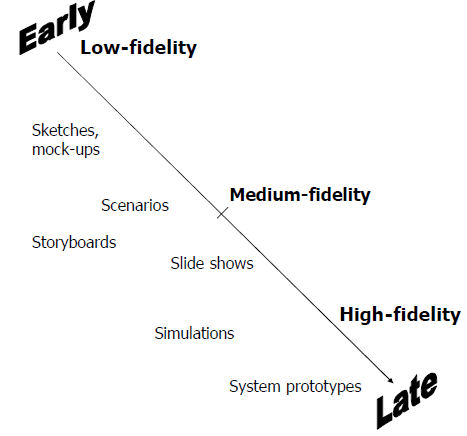 Early
Low-fidelity
Sketches,
mock-ups
Medium-fidelity
Scenarios
Storyboards
Slide shows
High-fidelity
Simulations
System prototypes
Late